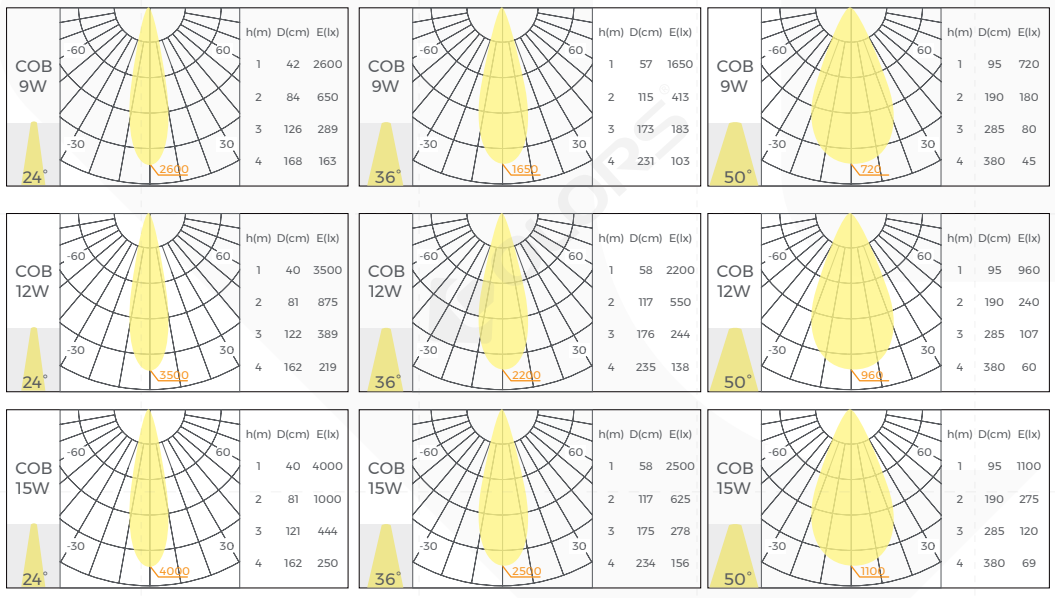 COB
9W
24°
-60
60
-30
30
2600
h(m) D(cm) E(lx)
1 42 2600
2 84 650
3 126 289
4 168 163
COB
9W
36°
-60
60
-30
30
1650
h(m) D(cm) E(lx)
1 57 1650
2 115 413
3 173 183
4 231 103
COB
9W
50°
-60
60
-30
30
720
h(m) D(cm) E(lx)
1 95 720
2 190 180
3 285 80
4 380 45
COB
12W
24°
-60
60
-30
30
3500
h(m) D(cm) E(lx)
1 40 3500
2 81 875
3 122 389
4 162 219
COB
12W
36°
-60
60
-30
30
2200
h(m) D(cm) E(lx)
1 58 2200
2 117 550
3 176 244
4 235 138
COB
12W
50°
-60
60
-30
30
960
h(m) D(cm) E(lx)
1 95 960
2 190 240
3 285 107
4 380 60
COB
15W
24°
-60
60
-30
30
4000
h(m) D(cm) E(lx)
1 40 4000
2 81 1000
3 121 444
4 162 250
COB
15W
36°
-60
60
-30
30
2500
h(m) D(cm) E(lx)
1 58 2500
2 117 625
3 175 278
4 234 156
COB
15W
50°
-60
60
-30
30
1100
h(m) D(cm) E(lx)
1 95 1100
2 190 275
3 285 120
4 380 69